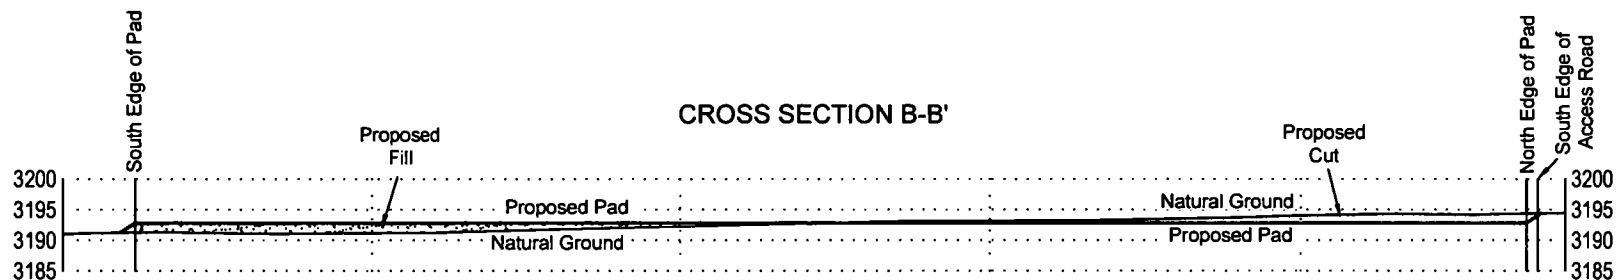 CROSS SECTION B-B'
South Edge of Pad
Proposed
Fill
Proposed
Cut
North Edge of Pad
South Edge of
Access Road
3200
3195
3190
3185
Proposed Pad
Natural Ground
Natural Ground
Proposed Pad
3200
3195
3190
3185